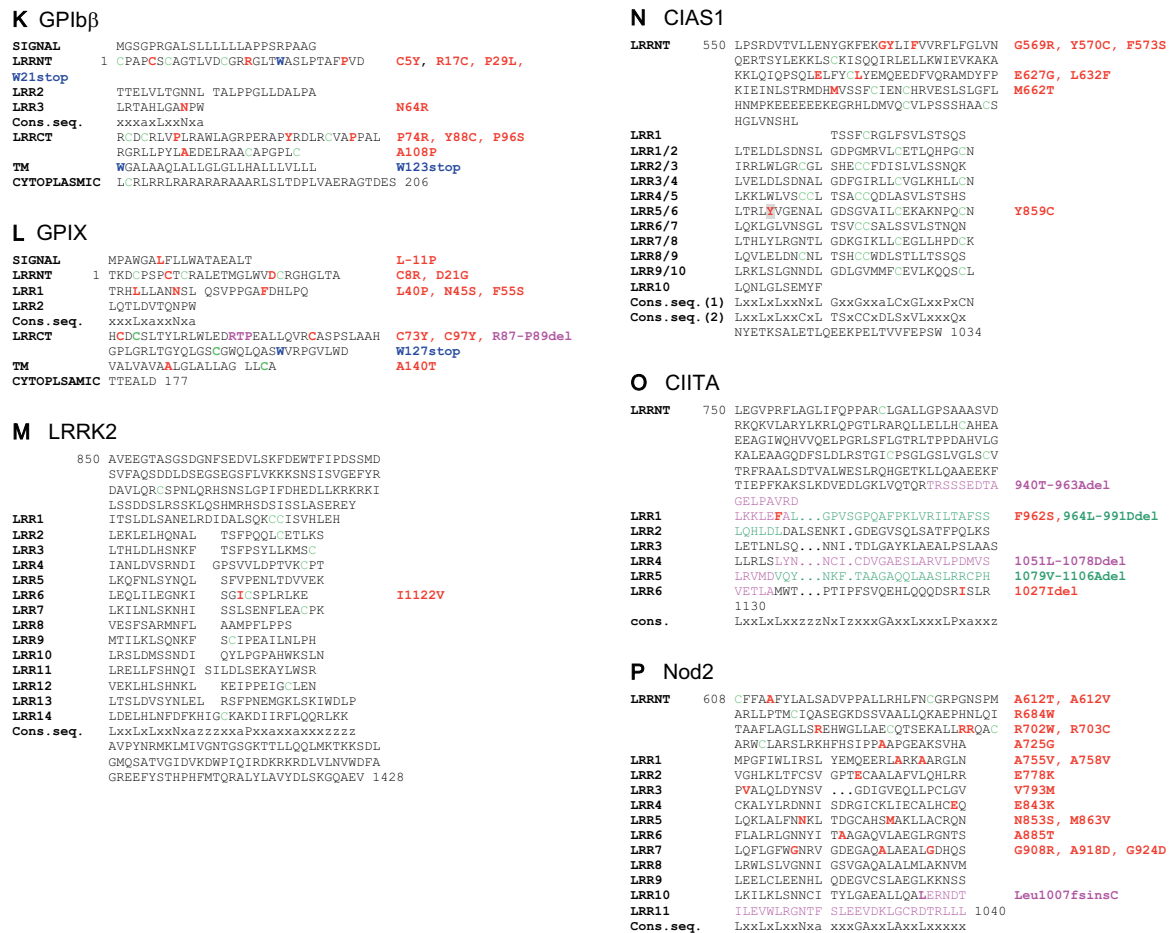 K GPIbβ
SIGNAL MGSGPRGALSLLLLLLAPPSRPAAG
LRRNT 1 CPAPCSCAGTLVDCGRRGLTWASLPTAFPVD C5Y, R17C, P29L,
W21stop
LRR2 TTELVLTGNNL TALPPGLLDALPA
LRR3 LRTAHLGANPW N64R
Cons.seq. xxxaxLxxNxa
LRRCT RCDCRLVPLRAWLAGRPERAPYRDLRCVAPPAL P74R, Y88C, P96S
RGRLLPYLAEDELRAACAPGPLC A108P
TM WGALAAQLALLGLGLLHALLLVLLL W123stop
CYTOPLASMIC LCRLRRLRARARARAAARLSLTDPLVAERAGTDES 206
L GPIX
SIGNAL MPAWGALFLLWATAEALT L-11P
LRRNT 1 TKDCPSPCTCRALETMGLWVDCRGHGLTA C8R, D21G
LRR1 TRHLLLANNSL QSVPPGAFDHLPQ L40P, N45S, F55S
LRR2 LQTLDVTQNPW
Cons.seq. xxxLxaxxNxa
LRRCT HCDCSLTYLRLWLEDRTPEALLQVRCASPSLAAH C73Y, C97Y, R87-P89del
GPLGRLTGYQLGSCGWQLQASWVRPGVLWD W127stop
TM VALVAVAALGLALLAG LLCA A140T
CYTOPLSAMIC TTEALD 177
M LRRK2
850 AVEEGTASGSDGNFSEDVLSKFDEWTFIPDSSMD
SVFAQSDDLDSEGSEGSFLVKKKSNSISVGEFYR
DAVLQRCSPNLQRHSNSLGPIFDHEDLLKRKRKI
LSSDDSLRSSKLQSHMRHSDSISSLASEREY
LRR1 ITSLDLSANELRDIDALSQKCCISVHLEH
LRR2 LEKLELHQNAL TSFPQQLCETLKS
LRR3 LTHLDLHSNKF TSFPSYLLKMSC
LRR4 IANLDVSRNDI GPSVVLDPTVKCPT
LRR5 LKQFNLSYNQL SFVPENLTDVVEK
LRR6 LEQLILEGNKI SGICSPLRLKE I1122V
LRR7 LKILNLSKNHI SSLSENFLEACPK
LRR8 VESFSARMNFL AAMPFLPPS
LRR9 MTILKLSQNKF SCIPEAILNLPH
LRR10 LRSLDMSSNDI QYLPGPAHWKSLN
LRR11 LRELLFSHNQI SILDLSEKAYLWSR
LRR12 VEKLHLSHNKL KEIPPEIGCLEN
LRR13 LTSLDVSYNLEL RSFPNEMGKLSKIWDLP
LRR14 LDELHLNFDFKHIGCKAKDIIRFLQQRLKK
Cons.seq. LxxLxLxxNxazzzxxaPxxaxxaxxxzzzz
AVPYNRMKLMIVGNTGSGKTTLLQQLMKTKKSDL
GMQSATVGIDVKDWPIQIRDKRKRDLVLNVWDFA
GREEFYSTHPHFMTQRALYLAVYDLSKGQAEV 1428
N CIAS1
LRRNT 550 LPSRDVTVLLENYGKFEKGYLIFVVRFLFGLVN G569R, Y570C, F573S
QERTSYLEKKLSCKISQQIRLELLKWIEVKAKA
KKLQIQPSQLELFYCLYEMQEEDFVQRAMDYFP E627G, L632F
KIEINLSTRMDHMVSSFCIENCHRVESLSLGFL M662T
HNMPKEEEEEEKEGRHLDMVQCVLPSSSHAACS
HGLVNSHL
LRR1 TSSFCRGLFSVLSTSQS
LRR1/2 LTELDLSDNSL GDPGMRVLCETLQHPGCN
LRR2/3 IRRLWLGRCGL SHECCFDISLVLSSNQK
LRR3/4 LVELDLSDNAL GDFGIRLLCVGLKHLLCN
LRR4/5 LKKLWLVSCCL TSACCQDLASVLSTSHS
LRR5/6 LTRLYVGENAL GDSGVAILCEKAKNPQCN Y859C
LRR6/7 LQKLGLVNSGL TSVCCSALSSVLSTNQN
LRR7/8 LTHLYLRGNTL GDKGIKLLCEGLLHPDCK
LRR8/9 LQVLELDNCNL TSHCCWDLSTLLTSSQS
LRR9/10 LRKLSLGNNDL GDLGVMMFCEVLKQQSCL
LRR10 LQNLGLSEMYF
Cons.seq.(1) LxxLxLxxNxL GxxGxxaLCxGLxxPxCN
Cons.seq.(2) LxxLxLxxCxL TSxCCxDLSxVLxxxQx
NYETKSALETLQEEKPELTVVFEPSW 1034
O CIITA
LRRNT 750 LEGVPRFLAGLIFQPPARCLGALLGPSAAASVD
RKQKVLARYLKRLQPGTLRARQLLELLHCAHEA
EEAGIWQHVVQELPGRLSFLGTRLTPPDAHVLG
KALEAAGQDFSLDLRSTGICPSGLGSLVGLSCV
TRFRAALSDTVALWESLRQHGETKLLQAAEEKF
TIEPFKAKSLKDVEDLGKLVQTQRTRSSSEDTA 940T-963Adel
GELPAVRD
LRR1 LKKLEFAL...GPVSGPQAFPKLVRILTAFSS F962S,964L-991Ddel
LRR2 LQHLDLDALSENKI.GDEGVSQLSATFPQLKS
LRR3 LETLNLSQ...NNI.TDLGAYKLAEALPSLAAS
LRR4 LLRLSLYN...NCI.CDVGAESLARVLPDMVS 1051L-1078Ddel
LRR5 LRVMDVQY...NKF.TAAGAQQLAASLRRCPH 1079V-1106Adel
LRR6 VETLAMWT...PTIPFSVQEHLQQQDSRISLR 1027Idel
1130
cons. LxxLxLxxzzzNxIzxxxGAxxLxxxLPxaxxz
P Nod2
LRRNT 608 CFFAAFYLALSADVPPALLRHLFNCGRPGNSPM A612T, A612V
ARLLPTMCIQASEGKDSSVAALLQKAEPHNLQI R684W
TAAFLAGLLSREHWGLLAECQTSEKALLRRQAC R702W, R703C
ARWCLARSLRKHFHSIPPAAPGEAKSVHA A725G
LRR1 MPGFIWLIRSLYEMQEERLARKAARGLN A755V, A758V
LRR2 VGHLKLTFCSVGPTECAALAFVLQHLRR E778K
LRR3 PVALQLDYNSV ...GDIGVEQLLPCLGV V793M
LRR4 CKALYLRDNNI SDRGICKLIECALHCEQ E843K
LRR5 LQKLALFNNKL TDGCAHSMAKLLACRQN N853S, M863V
LRR6 FLALRLGNNYI TAAGAQVLAEGLRGNTS A885T
LRR7 LQFLGFWGNRVG DEGAQALAEALGDHQS G908R, A918D, G924D
LRR8 LRWLSLVGNNI GSVGAQALALMLAKNVM
LRR9 LEELCLEENHL QDEGVCSLAEGLKKNSS
LRR10 LKILKLSNNCI TYLGAEALLQALERNDT Leu1007fsinsC
LRR11 ILEVWLRGNTF SLEEVDKLGCRDTRLLL 1040
Cons.seq. LxxLxLxxNxa xxxGAxxLaxxLxxxxx